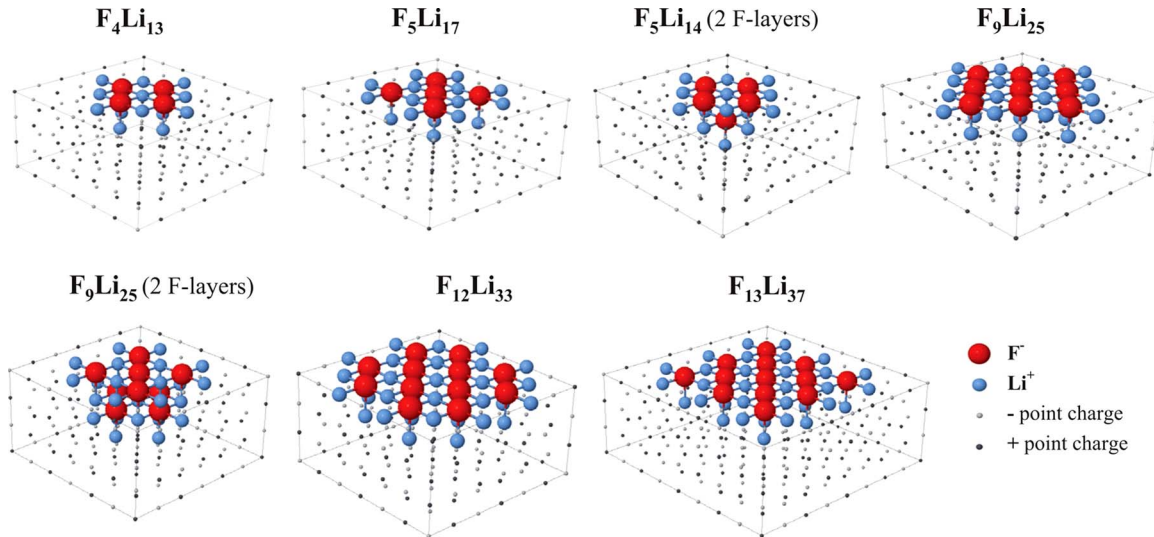 F₄Li₁₃
F₅Li₁₇
F₅Li₁₄ (2 F-layers)
F₉Li₂₅
F₉Li₂₅ (2 F-layers)
F₁₂Li₃₃
F₁₃Li₃₇
F⁻
Li⁺
- point charge
+ point charge